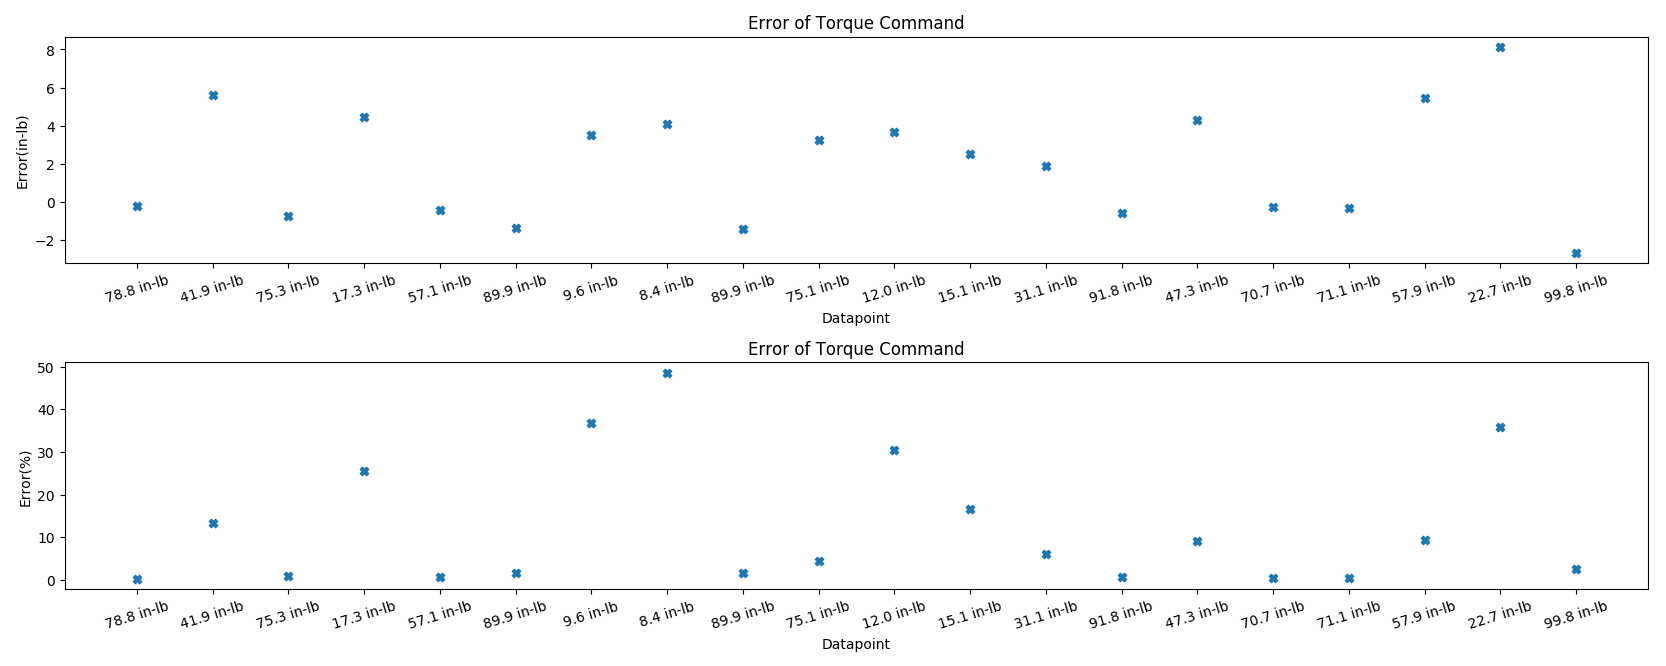 Error of Torque Command
8
6
4
2
0
−2
Error(in-lb)
78.8 in-lb
41.9 in-lb
75.3 in-lb
17.3 in-lb
57.1 in-lb
89.9 in-lb
9.6 in-lb
8.4 in-lb
89.9 in-lb
75.1 in-lb
12.0 in-lb
15.1 in-lb
31.1 in-lb
91.8 in-lb
47.3 in-lb
70.7 in-lb
71.1 in-lb
57.9 in-lb
22.7 in-lb
99.8 in-lb
Datapoint
Error of Torque Command
50
40
30
20
10
0
Error(%)
78.8 in-lb
41.9 in-lb
75.3 in-lb
17.3 in-lb
57.1 in-lb
89.9 in-lb
9.6 in-lb
8.4 in-lb
89.9 in-lb
75.1 in-lb
12.0 in-lb
15.1 in-lb
31.1 in-lb
91.8 in-lb
47.3 in-lb
70.7 in-lb
71.1 in-lb
57.9 in-lb
22.7 in-lb
99.8 in-lb
Datapoint